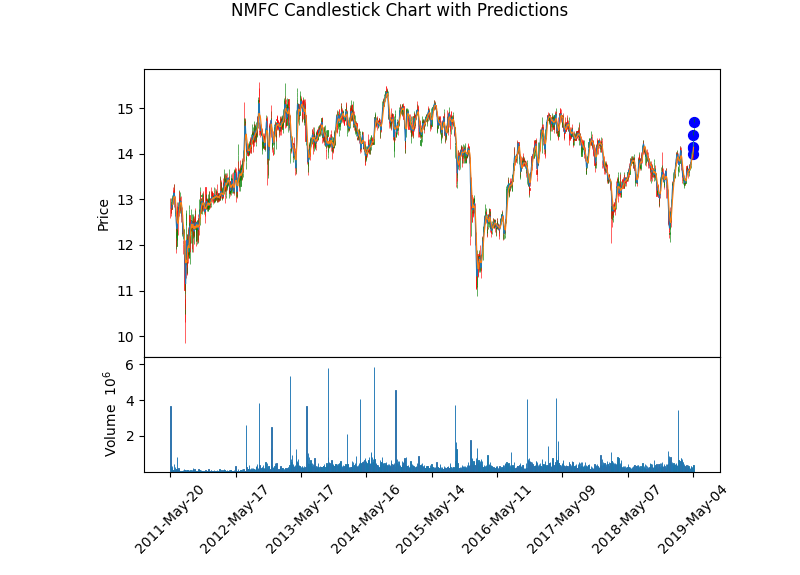 NMFC Candlestick Chart with Predictions
15
14
13
12
11
10
Price
6
4
2
Volume 10^6
2011-May-20
2012-May-17
2013-May-17
2014-May-16
2015-May-14
2016-May-11
2017-May-09
2018-May-07
2019-May-04